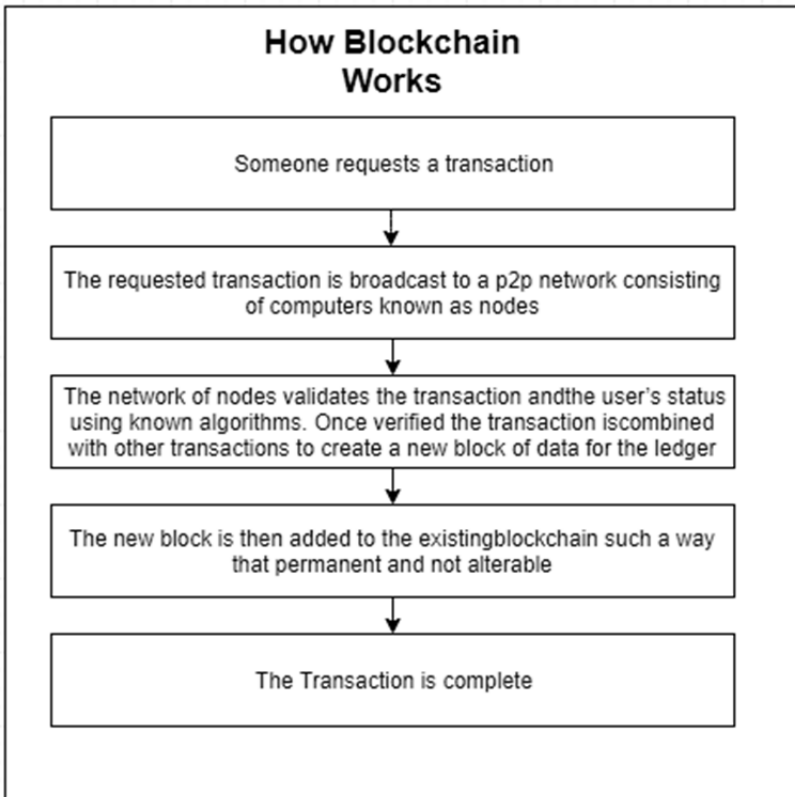 How Blockchain
Works
Someone requests a transaction
The requested transaction is broadcast to a p2p network consisting
of computers known as nodes
The network of nodes validates the transaction andthe user's status
using known algorithms. Once verified the transaction iscombined
with other transactions to create a new block of data for the ledger
The new block is then added to the existingblockchain such a way
that permanent and not alterable
The Transaction is complete